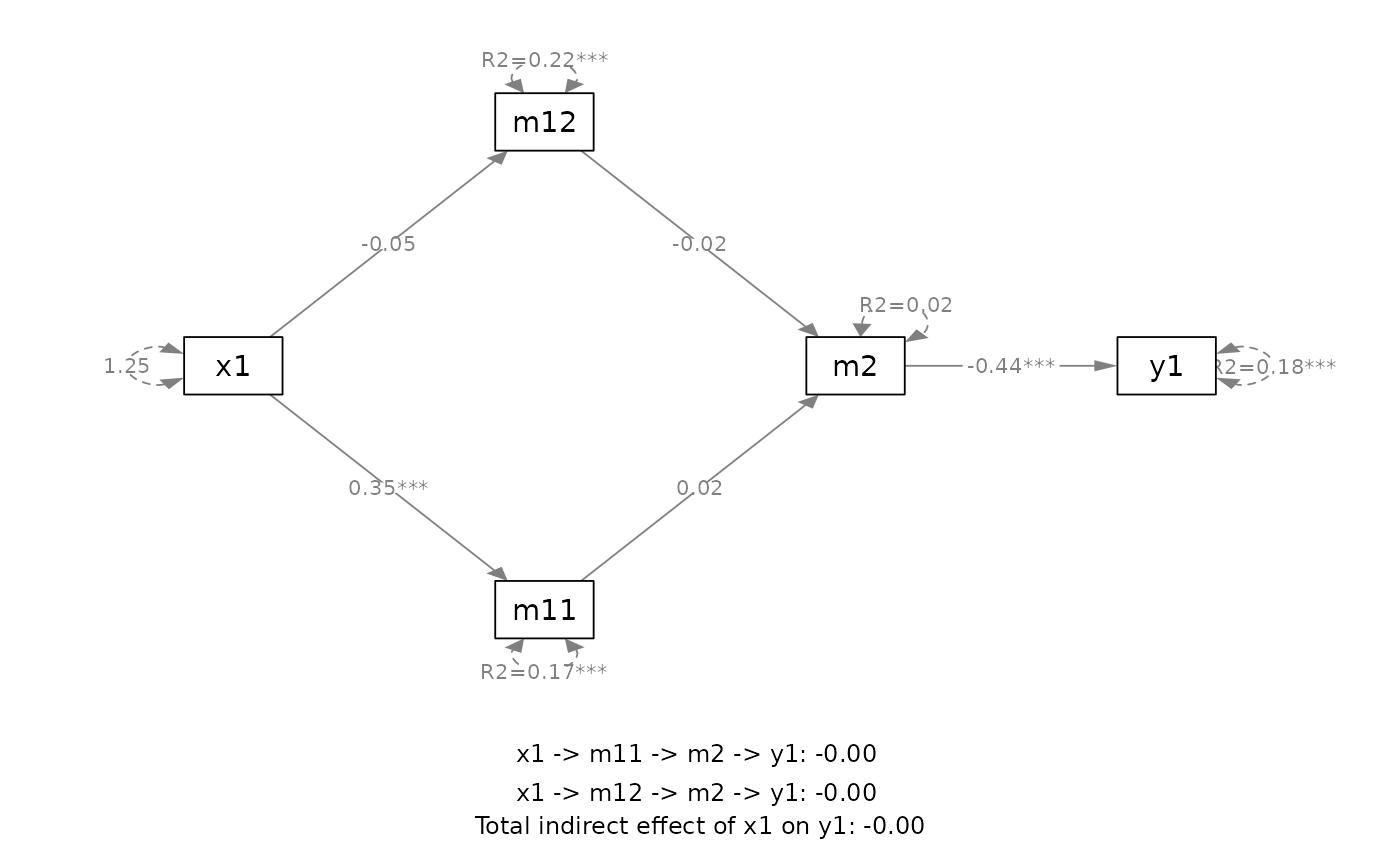 R2=0.22***
m12
-0.05
-0.02
R2=0.02
1.25
x1
m2
-0.44***
y1
R2=0.18***
0.35***
0.02
m11
R2=0.17***
x1 -> m11 -> m2 -> y1: -0.00
x1 -> m12 -> m2 -> y1: -0.00
Total indirect effect of x1 on y1: -0.00